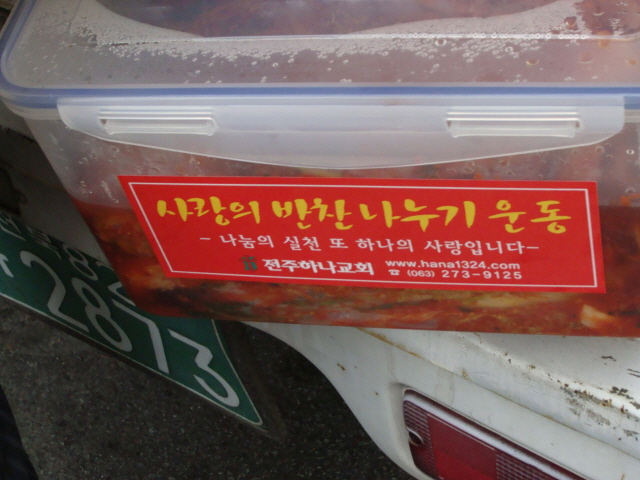 사랑의 반찬나누기 운동
- 나눔의 실천 또 하나의 사랑입니다-
전주하나교회 www.hana1324.com
☎ (063) 273-9125
82
2873